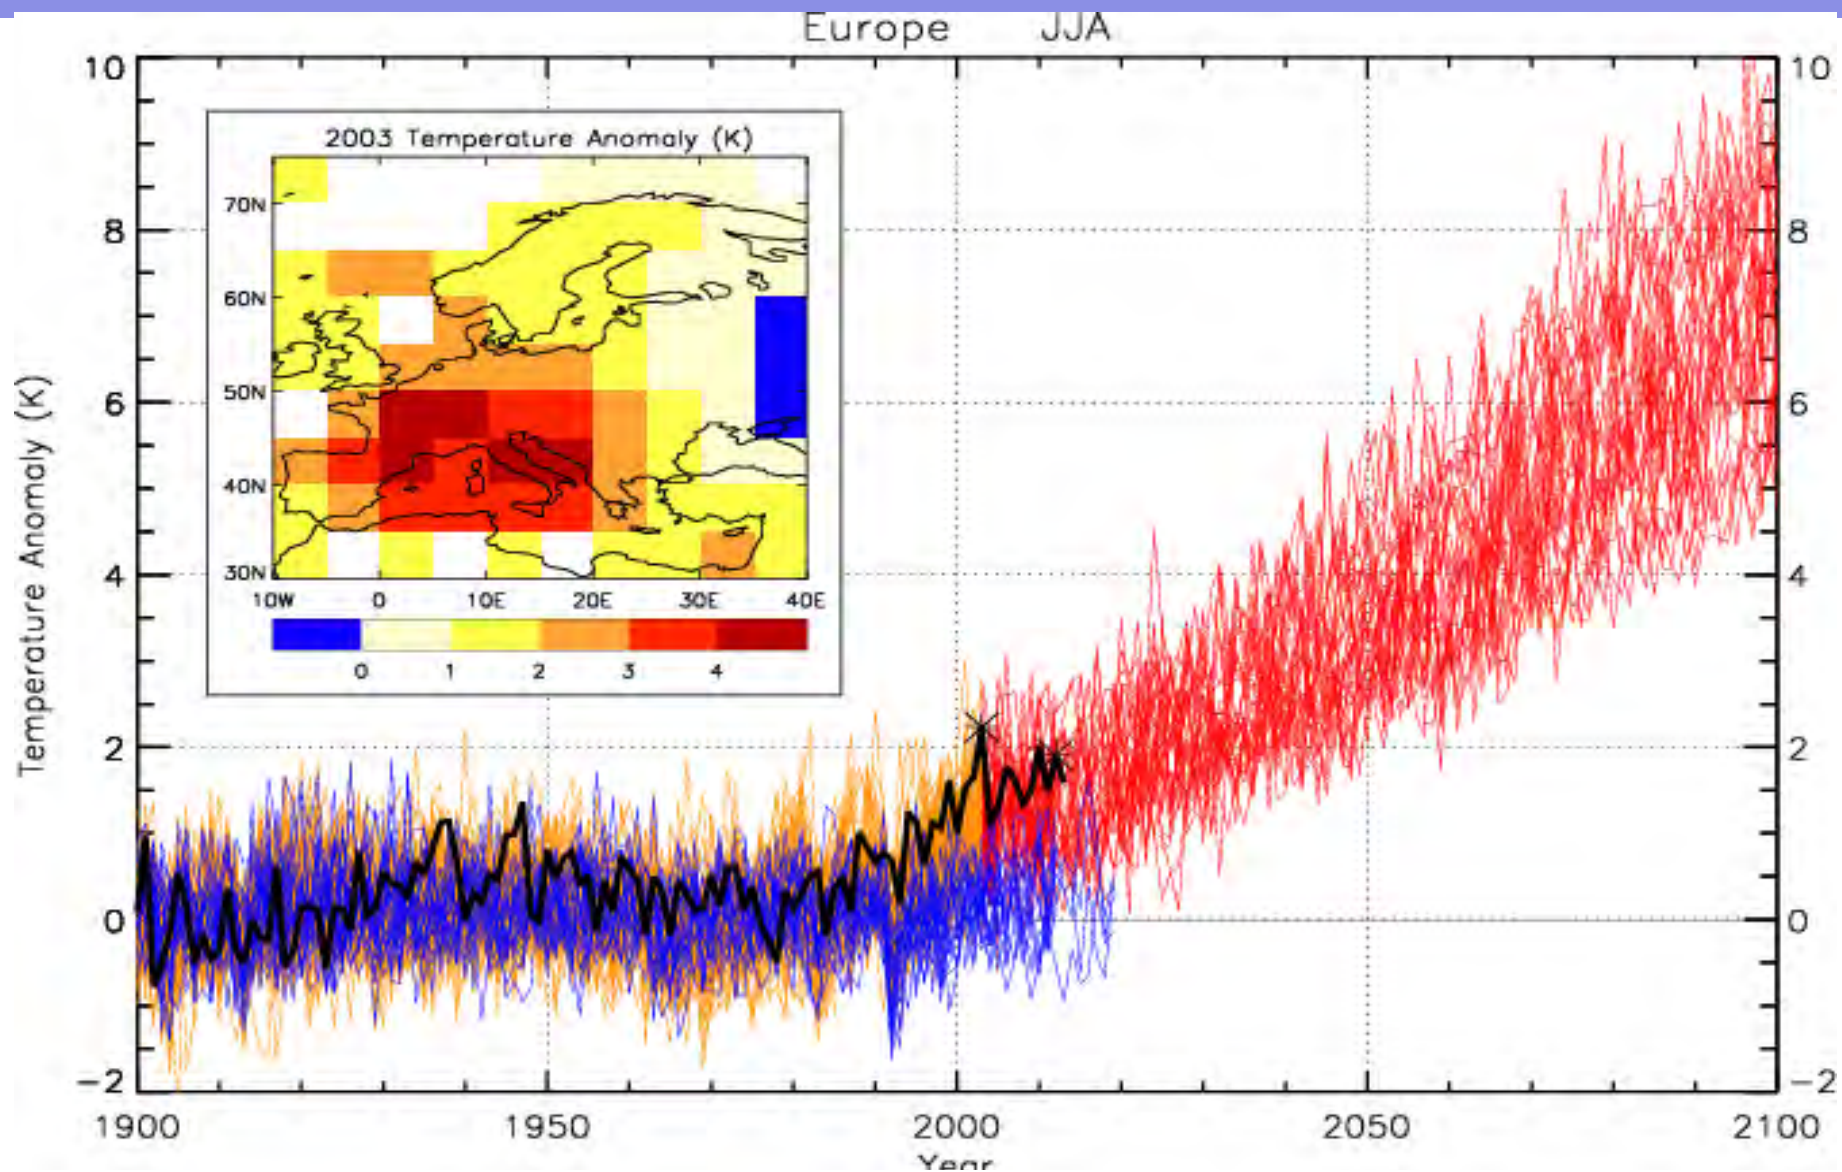 Europe JJA
10 10
2003 Temperature Anomaly (K)
70N
8 8
60N
50N
6 6
40N
30N
4 4
10W 0 10E 20E 30E 40E
0 1 2 3 4
2 2
0 0
-2 -2
1900 1950 2000 2050 2100
Year
Temperature Anomaly (K)